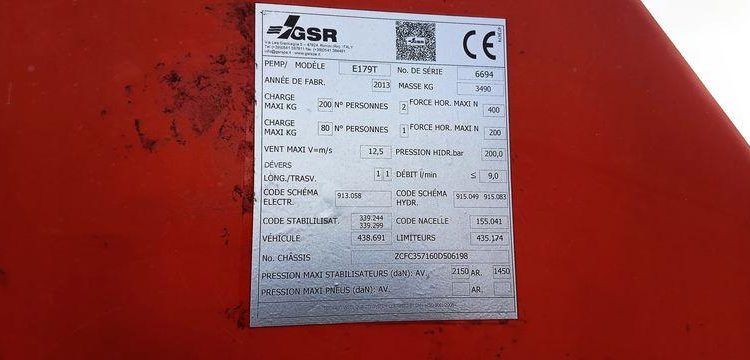 GSR
CE
PEMP/ MODÈLE E179T No. DE SÉRIE 6694
ANNÉE DE FABR. 2013 MASSE KG 3490
CHARGE MAXI KG 200 N° PERSONNES 2 FORCE HOR. MAXI N 400
CHARGE MAXI KG 80 N° PERSONNES 1 FORCE HOR. MAXI N 200
VENT MAXI V=m/s 12,5 PRESSION HIDR.bar 200,0
DÉVERS
LÓNG./TRASV. 1 1 DÉBIT l/min ≤ 9,0
CODE SCHÉMA ELECTR. 913.058 CODE SCHÉMA HYDR. 915.049 915.083
CODE STABILILISAT. 339.244 339.299 CODE NACELLE 155.041
VÉHICULE 438.691 LIMITEURS 435.174
No. CHÂSSIS ZCFC357160D506198
PRESSION MAXI STABILISATEURS (daN): AV. 2150 AR. 1450
PRESSION MAXI PNEUS (daN): AV. AR.